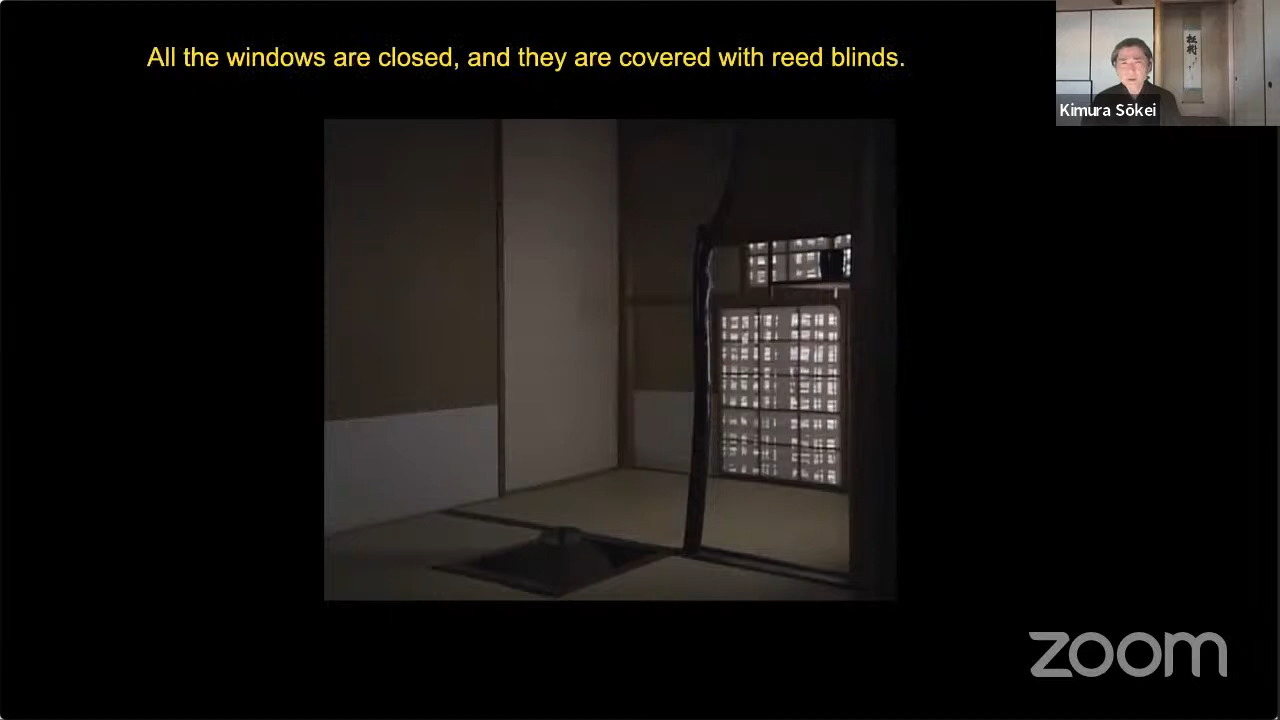 All the windows are closed, and they are covered with reed blinds.
Kimura Sōkei
zoom